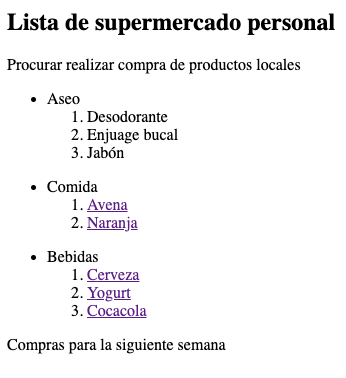 Lista de supermercado personal
Procurar realizar compra de productos locales
• Aseo
1. Desodorante
2. Enjuage bucal
3. Jabón
• Comida
1. Avena
2. Naranja
• Bebidas
1. Cerveza
2. Yogurt
3. Cocacola
Compras para la siguiente semana